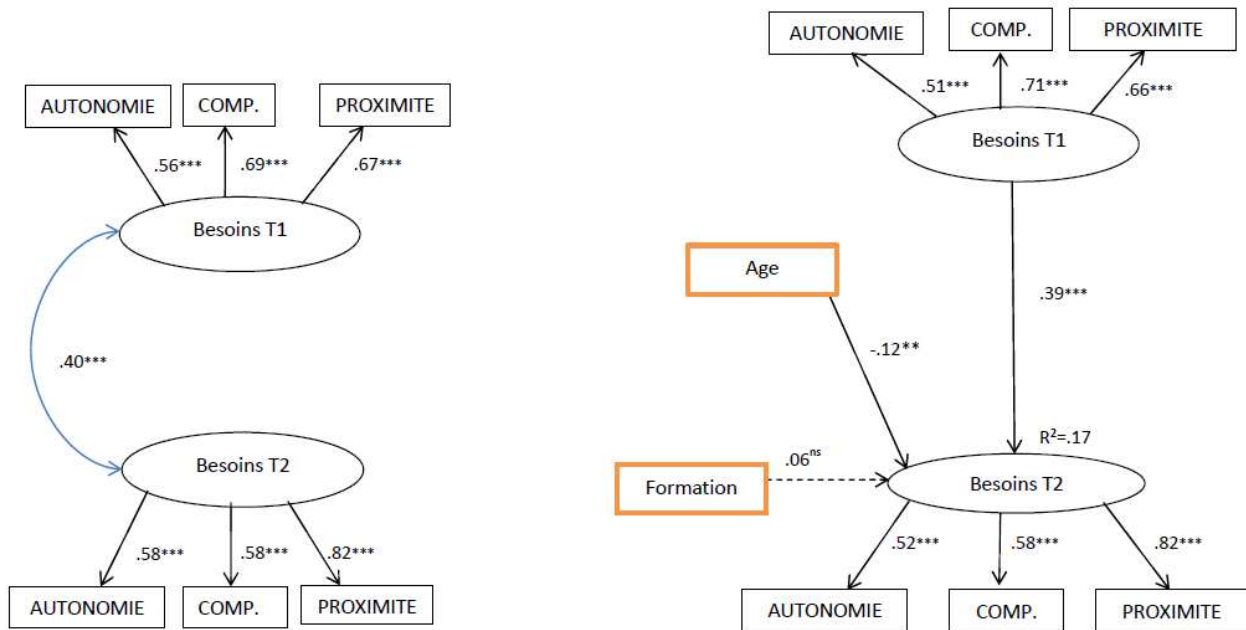 AUTONOMIE
COMP.
PROXIMITE
.56***
.69***
.67***
Besoins T1
.40***
Besoins T2
.58***
.58***
.82***
AUTONOMIE
COMP.
PROXIMITE
AUTONOMIE
COMP.
PROXIMITE
.51***
.71***
.66***
Besoins T1
Age
.39***
-.12**
R²=.17
.06ns
Formation
Besoins T2
.52***
.58***
.82***
AUTONOMIE
COMP.
PROXIMITE